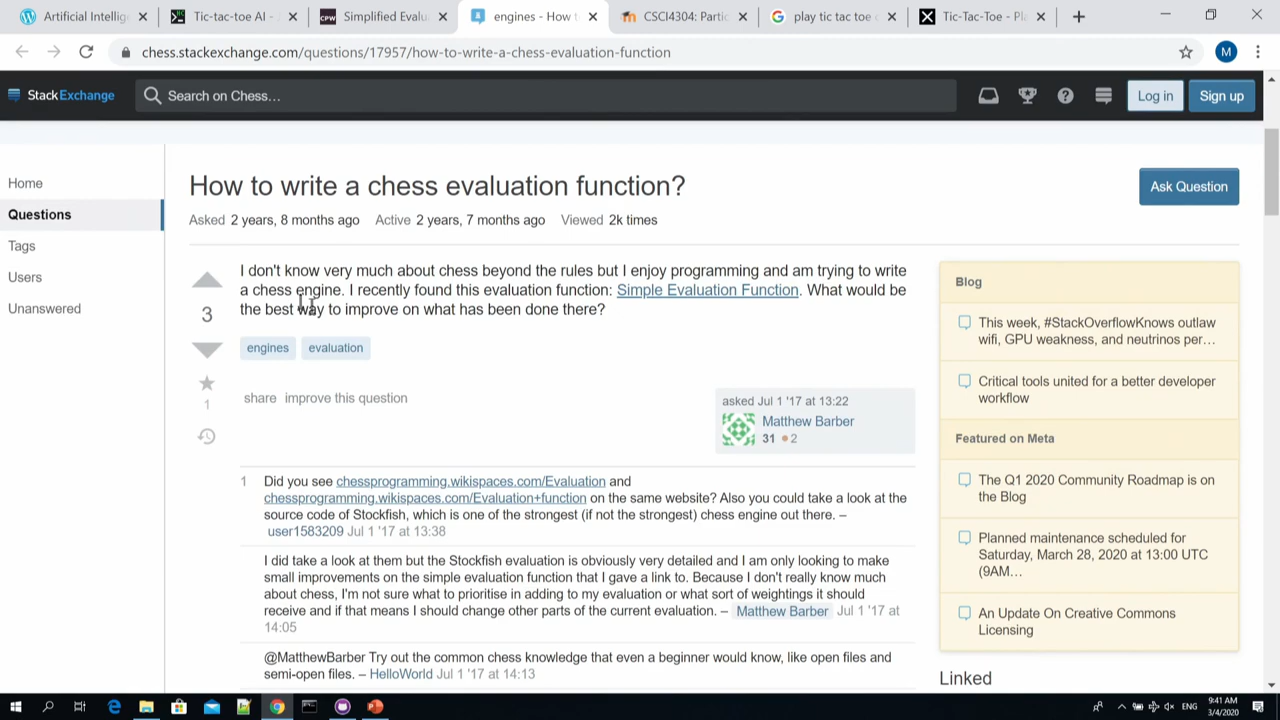 Artificial Intellig
Tic-tac-toe AI -
Simplified Evalu
engines - How t
CSCI4304: Partic
play tic tac toe o
Tic-Tac-Toe - Pla
chess.stackexchange.com/questions/17957/how-to-write-a-chess-evaluation-function
M
StackExchange
Search on Chess...
Log in
Sign up
Home
Questions
Tags
Users
Unanswered
How to write a chess evaluation function?
Ask Question
Asked 2 years, 8 months ago Active 2 years, 7 months ago Viewed 2k times
I don't know very much about chess beyond the rules but I enjoy programming and am trying to write
a chess engine. I recently found this evaluation function: Simple Evaluation Function. What would be
the best way to improve on what has been done there?
3
engines evaluation
1
share improve this question
asked Jul 1 '17 at 13:22
Matthew Barber
31 2
1 Did you see chessprogramming.wikispaces.com/Evaluation and
chessprogramming.wikispaces.com/Evaluation+function on the same website? Also you could take a look at the
source code of Stockfish, which is one of the strongest (if not the strongest) chess engine out there. –
user1583209 Jul 1 '17 at 13:38
I did take a look at them but the Stockfish evaluation is obviously very detailed and I am only looking to make
small improvements on the simple evaluation function that I gave a link to. Because I don't really know much
about chess, I'm not sure what to prioritise in adding to my evaluation or what sort of weightings it should
receive and if that means I should change other parts of the current evaluation. – Matthew Barber Jul 1 '17 at
14:05
@MatthewBarber Try out the common chess knowledge that even a beginner would know, like open files and
semi-open files. – HelloWorld Jul 1 '17 at 14:13
Blog
This week, #StackOverflowKnows outlaw
wifi, GPU weakness, and neutrinos per...
Critical tools united for a better developer
workflow
Featured on Meta
The Q1 2020 Community Roadmap is on
the Blog
Planned maintenance scheduled for
Saturday, March 28, 2020 at 13:00 UTC
(9AM...
An Update On Creative Commons
Licensing
Linked
ENG
9:41 AM
3/4/2020